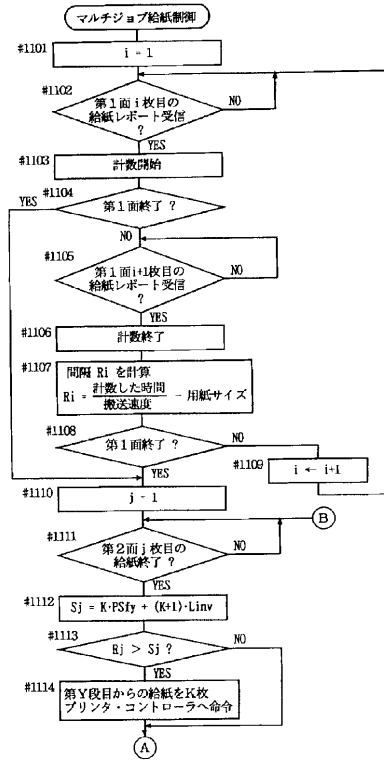 マルチジョブ給紙制御
#1101
i = 1
#1102
第1面i枚目の
給紙レポート受信
?
NO
YES
#1103
計数開始
#1104
YES
第1面終了 ?
NO
#1105
第1面i+1枚目の
給紙レポート受信
?
NO
YES
#1106
計数終了
#1107
間隔 Ri を計算
Ri = 計数した時間 / 搬送速度 - 用紙サイズ
#1108
第1面終了 ?
NO
YES
#1109
i ← i+1
#1110
j - 1
B
#1111
第2面j枚目の
給紙終了 ?
NO
YES
#1112
Sj = K·PSfy + (K+1)·Linv
#1113
Rj > Sj ?
NO
YES
#1114
第Y段目からの給紙をK枚
プリンタ・コントローラへ命令
A